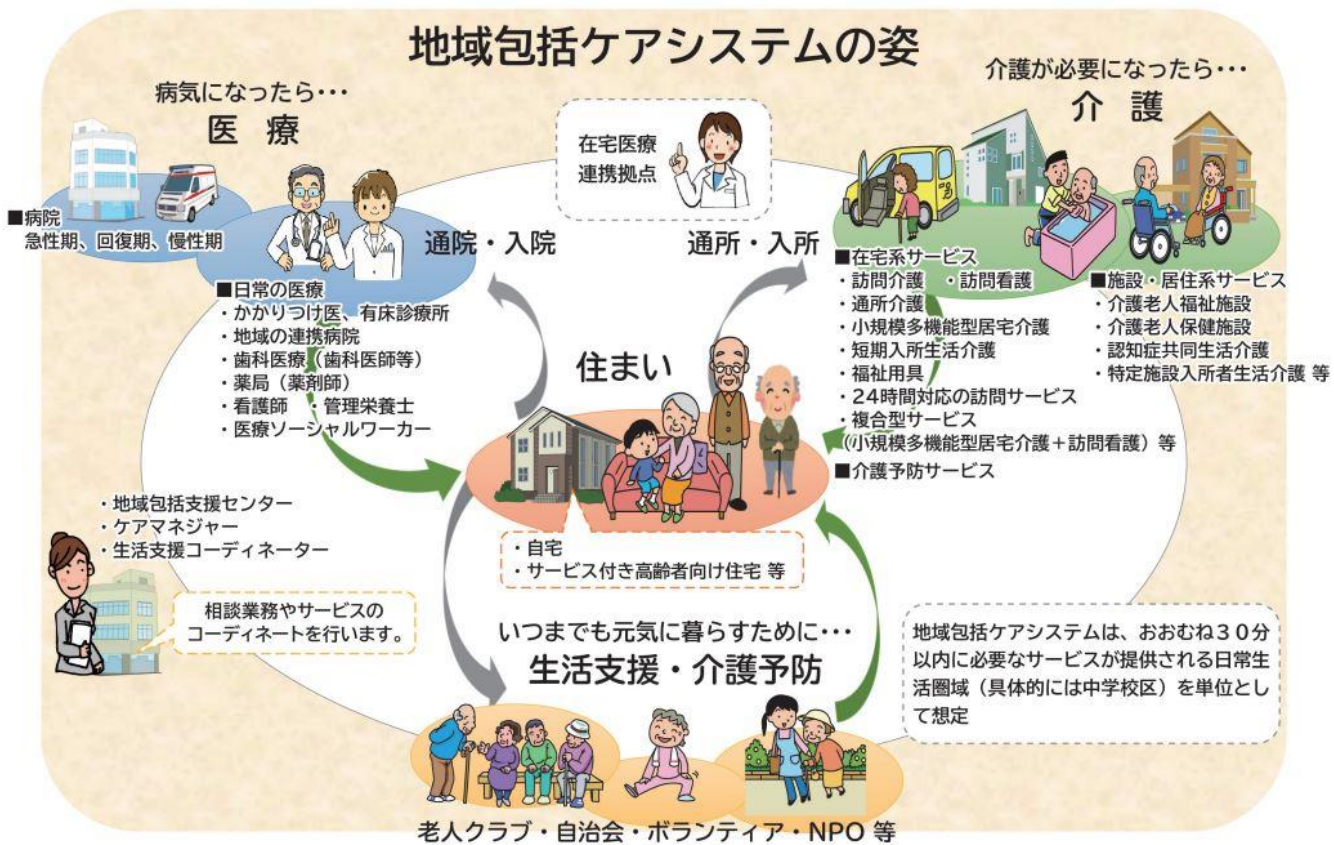 地域包括ケアシステムの姿
病気になったら･･･
医 療
■病院
急性期、回復期、慢性期
■日常の医療
・かかりつけ医、有床診療所
・地域の連携病院
・歯科医療（歯科医師等）
・薬局（薬剤師）
・看護師 ・管理栄養士
・医療ソーシャルワーカー
通院・入院
在宅医療
連携拠点
通所・入所
介護が必要になったら･･･
介 護
■在宅系サービス
・訪問介護 ・訪問看護
・通所介護
・小規模多機能型居宅介護
・短期入所生活介護
・福祉用具
・24時間対応の訪問サービス
・複合型サービス
（小規模多機能型居宅介護＋訪問看護）等
■介護予防サービス
■施設・居住系サービス
・介護老人福祉施設
・介護老人保健施設
・認知症共同生活介護
・特定施設入所者生活介護 等
住まい
・自宅
・サービス付き高齢者向け住宅 等
・地域包括支援センター
・ケアマネジャー
・生活支援コーディネーター
相談業務やサービスの
コーディネートを行います。
いつまでも元気に暮らすために･･･
生活支援・介護予防
老人クラブ・自治会・ボランティア・NPO 等
地域包括ケアシステムは、おおむね３０分
以内に必要なサービスが提供される日常生
活圏域（具体的には中学校区）を単位とし
て想定